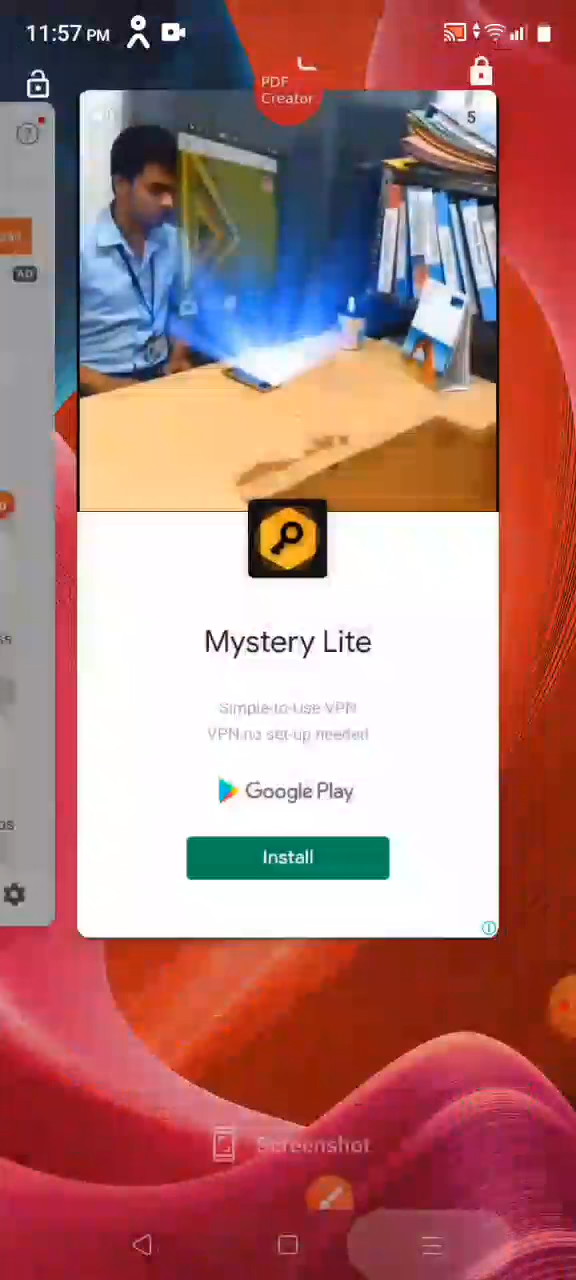 11:57 PM
PDF
Creator
5
AD
Mystery Lite
Simple-to-use VPN
VPN no set-up needed
Google Play
Install
Screenshot